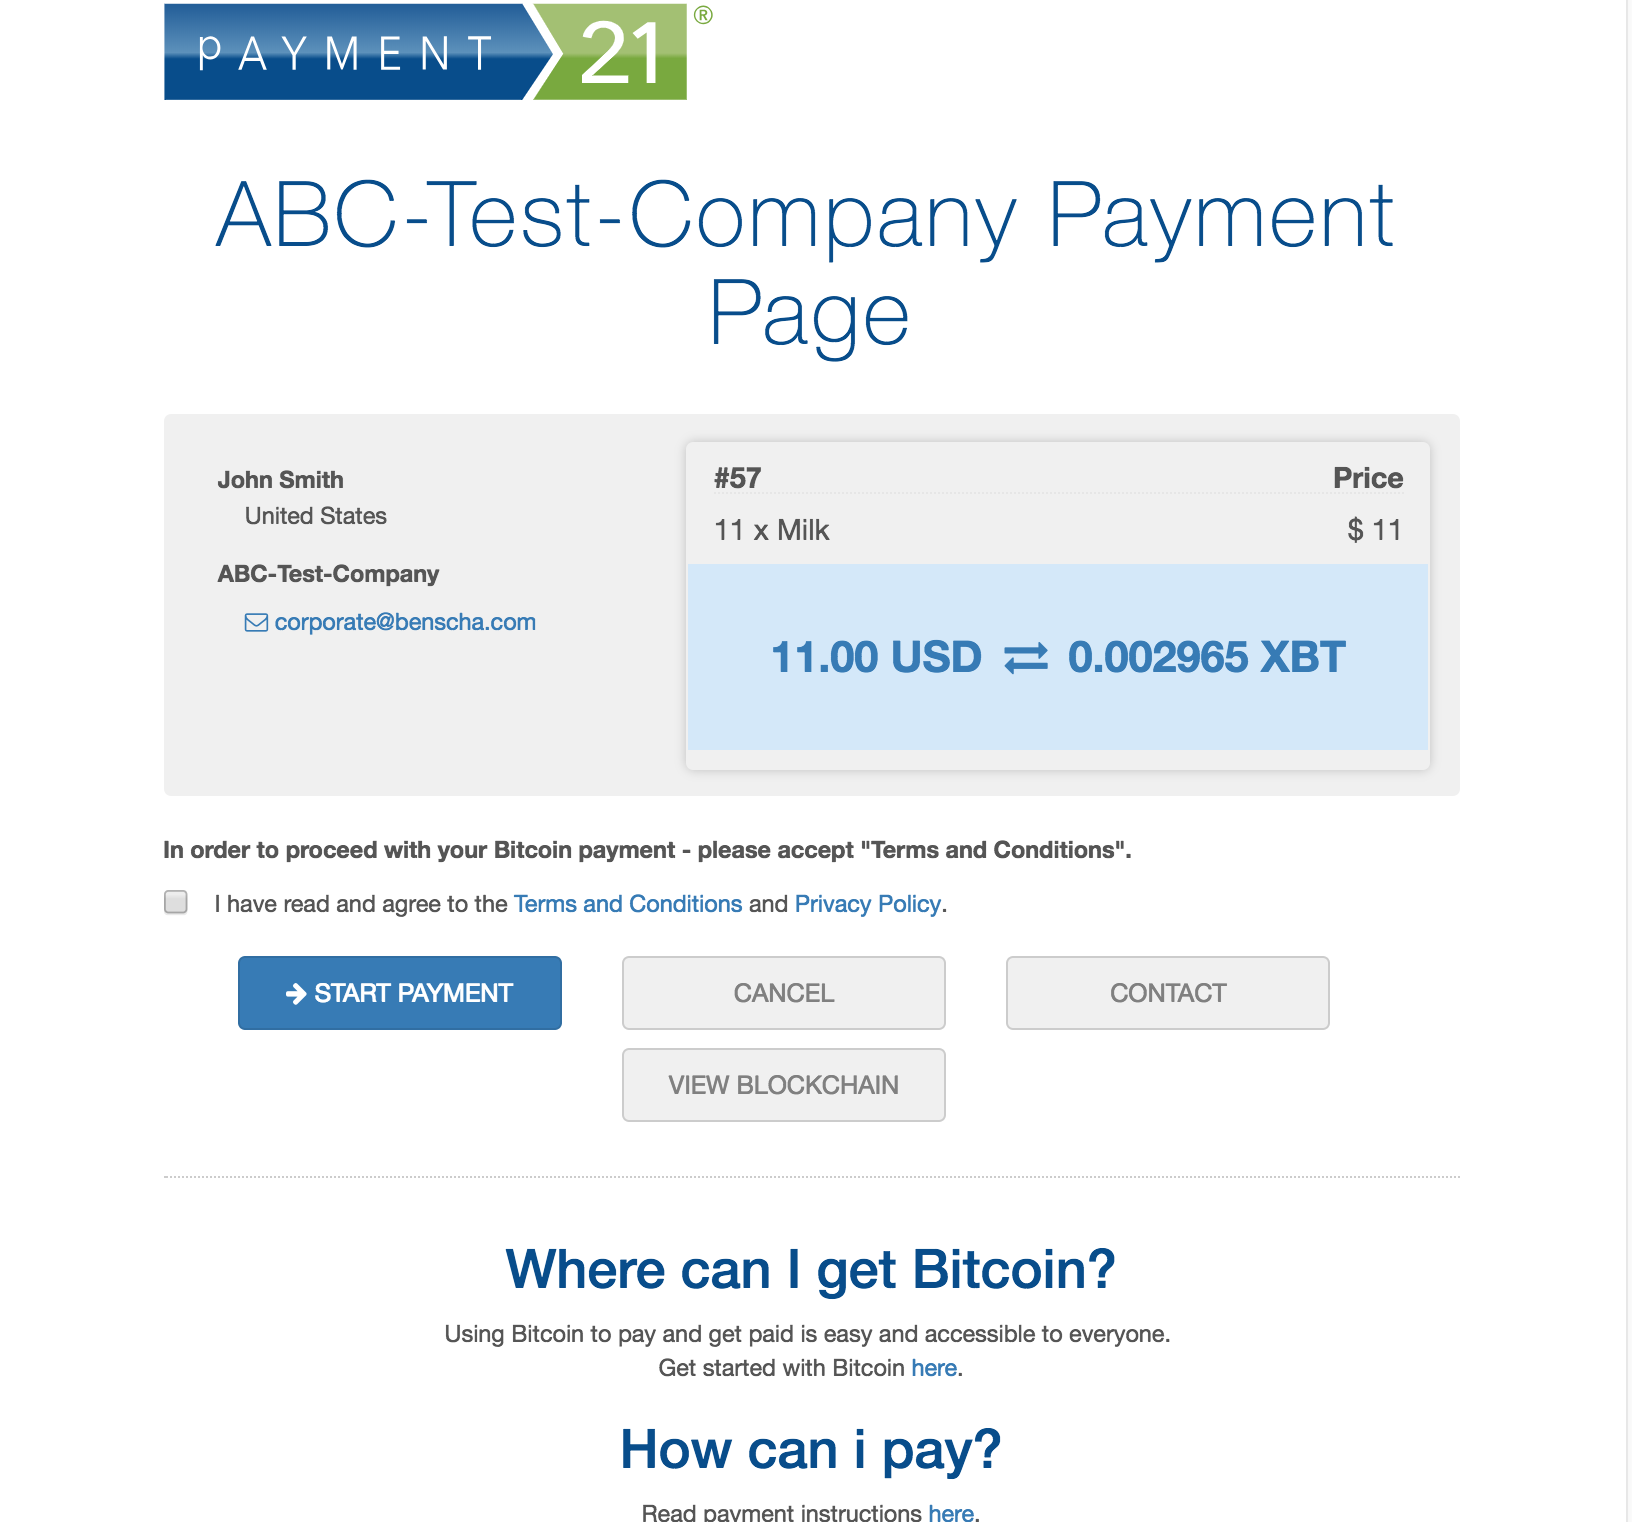 pAYMENT 21®
ABC-Test-Company Payment
Page
John Smith
United States
ABC-Test-Company
corporate@benscha.com
#57 Price
11 x Milk $ 11
11.00 USD ⇄ 0.002965 XBT
In order to proceed with your Bitcoin payment - please accept "Terms and Conditions".
I have read and agree to the Terms and Conditions and Privacy Policy.
START PAYMENT CANCEL CONTACT
VIEW BLOCKCHAIN
Where can I get Bitcoin?
Using Bitcoin to pay and get paid is easy and accessible to everyone.
Get started with Bitcoin here.
How can i pay?
Read payment instructions here.